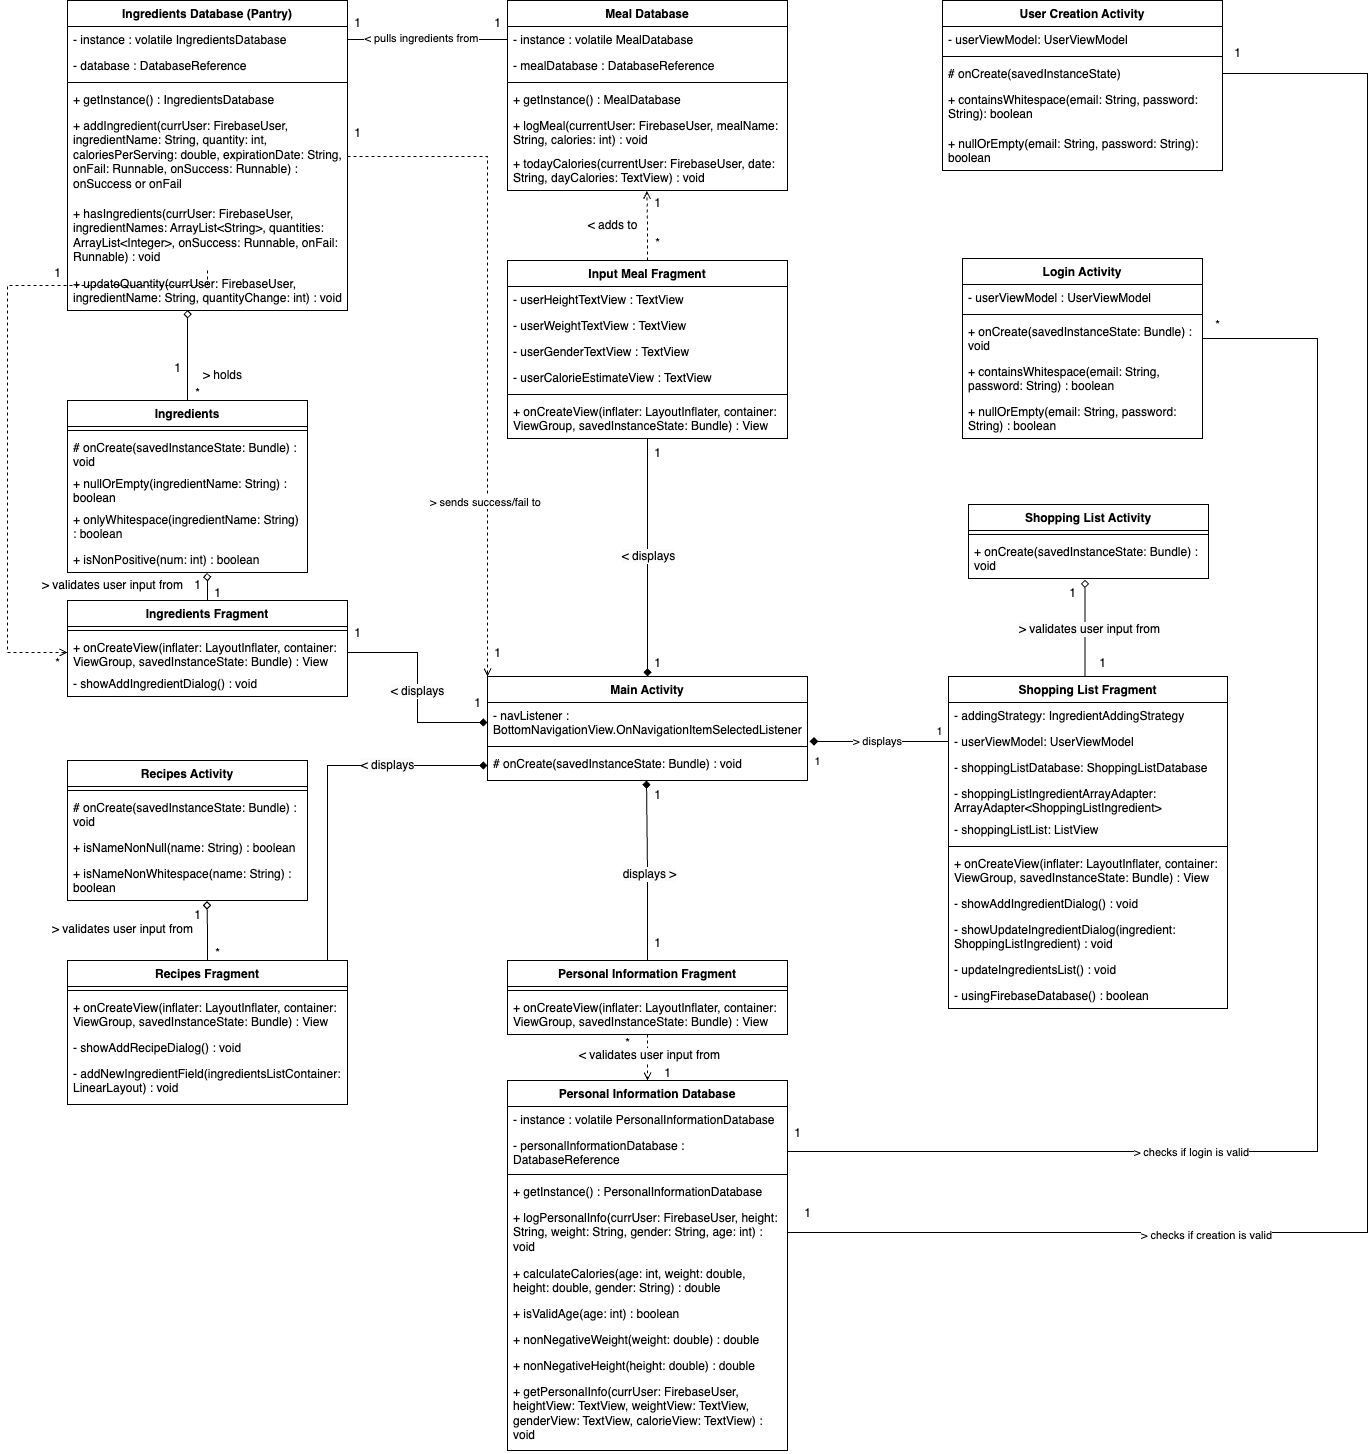 Ingredients Database (Pantry)
- instance : volatile IngredientsDatabase
- database : DatabaseReference
+ getInstance() : IngredientsDatabase
+ addIngredient(currUser: FirebaseUser,
ingredientName: String, quantity: int,
caloriesPerServing: double, expirationDate: String,
onFail: Runnable, onSuccess: Runnable) :
onSuccess or onFail
+ hasIngredients(currUser: FirebaseUser,
ingredientNames: ArrayList<String>, quantities:
ArrayList<Integer>, onSuccess: Runnable, onFail:
Runnable) : void
+ updateQuantity(currUser: FirebaseUser,
ingredientName: String, quantityChange: int) : void
1
1
< pulls ingredients from
1
1
Meal Database
- instance : volatile MealDatabase
- mealDatabase : DatabaseReference
+ getInstance() : MealDatabase
+ logMeal(currentUser: FirebaseUser, mealName:
String, calories: int) : void
+ todayCalories(currentUser: FirebaseUser, date:
String, dayCalories: TextView) : void
1
< adds to
*
User Creation Activity
- userViewModel: UserViewModel
# onCreate(savedInstanceState)
+ containsWhitespace(email: String, password:
String): boolean
+ nullOrEmpty(email: String, password: String):
boolean
1
Input Meal Fragment
- userHeightTextView : TextView
- userWeightTextView : TextView
- userGenderTextView : TextView
- userCalorieEstimateView : TextView
+ onCreateView(inflater: LayoutInflater, container:
ViewGroup, savedInstanceState: Bundle) : View
1
< displays
1
Login Activity
- userViewModel : UserViewModel
+ onCreate(savedInstanceState: Bundle) :
void
+ containsWhitespace(email: String,
password: String) : boolean
+ nullOrEmpty(email: String, password:
String) : boolean
*
1
> holds
*
Ingredients
# onCreate(savedInstanceState: Bundle) :
void
+ nullOrEmpty(ingredientName: String) :
boolean
+ onlyWhitespace(ingredientName: String)
: boolean
+ isNonPositive(num: int) : boolean
> validates user input from
1
1
> sends success/fail to
1
Shopping List Activity
+ onCreate(savedInstanceState: Bundle) :
void
1
> validates user input from
1
Ingredients Fragment
+ onCreateView(inflater: LayoutInflater, container:
ViewGroup, savedInstanceState: Bundle) : View
- showAddIngredientDialog() : void
*
1
< displays
1
Main Activity
- navListener :
BottomNavigationView.OnNavigationItemSelectedListener
# onCreate(savedInstanceState: Bundle) : void
< displays
1
> displays
1
1
displays >
1
Shopping List Fragment
- addingStrategy: IngredientAddingStrategy
- userViewModel: UserViewModel
- shoppingListDatabase: ShoppingListDatabase
- shoppingListIngredientArrayAdapter:
ArrayAdapter<ShoppingListIngredient>
- shoppingListList: ListView
+ onCreateView(inflater: LayoutInflater, container:
ViewGroup, savedInstanceState: Bundle) : View
- showAddIngredientDialog() : void
- showUpdateIngredientDialog(ingredient:
ShoppingListIngredient) : void
- updateIngredientsList() : void
- usingFirebaseDatabase() : boolean
Recipes Activity
# onCreate(savedInstanceState: Bundle) :
void
+ isNameNonNull(name: String) : boolean
+ isNameNonWhitespace(name: String) :
boolean
1
> validates user input from
*
Recipes Fragment
+ onCreateView(inflater: LayoutInflater, container:
ViewGroup, savedInstanceState: Bundle) : View
- showAddRecipeDialog() : void
- addNewIngredientField(ingredientsListContainer:
LinearLayout) : void
Personal Information Fragment
+ onCreateView(inflater: LayoutInflater, container:
ViewGroup, savedInstanceState: Bundle) : View
*
< validates user input from
1
Personal Information Database
- instance : volatile PersonalInformationDatabase
- personalInformationDatabase :
DatabaseReference
+ getInstance() : PersonalInformationDatabase
+ logPersonalInfo(currUser: FirebaseUser, height:
String, weight: String, gender: String, age: int) :
void
+ calculateCalories(age: int, weight: double,
height: double, gender: String) : double
+ isValidAge(age: int) : boolean
+ nonNegativeWeight(weight: double) : double
+ nonNegativeHeight(height: double) : double
+ getPersonalInfo(currUser: FirebaseUser,
heightView: TextView, weightView: TextView,
genderView: TextView, calorieView: TextView) :
void
1
> checks if login is valid
1
> checks if creation is valid